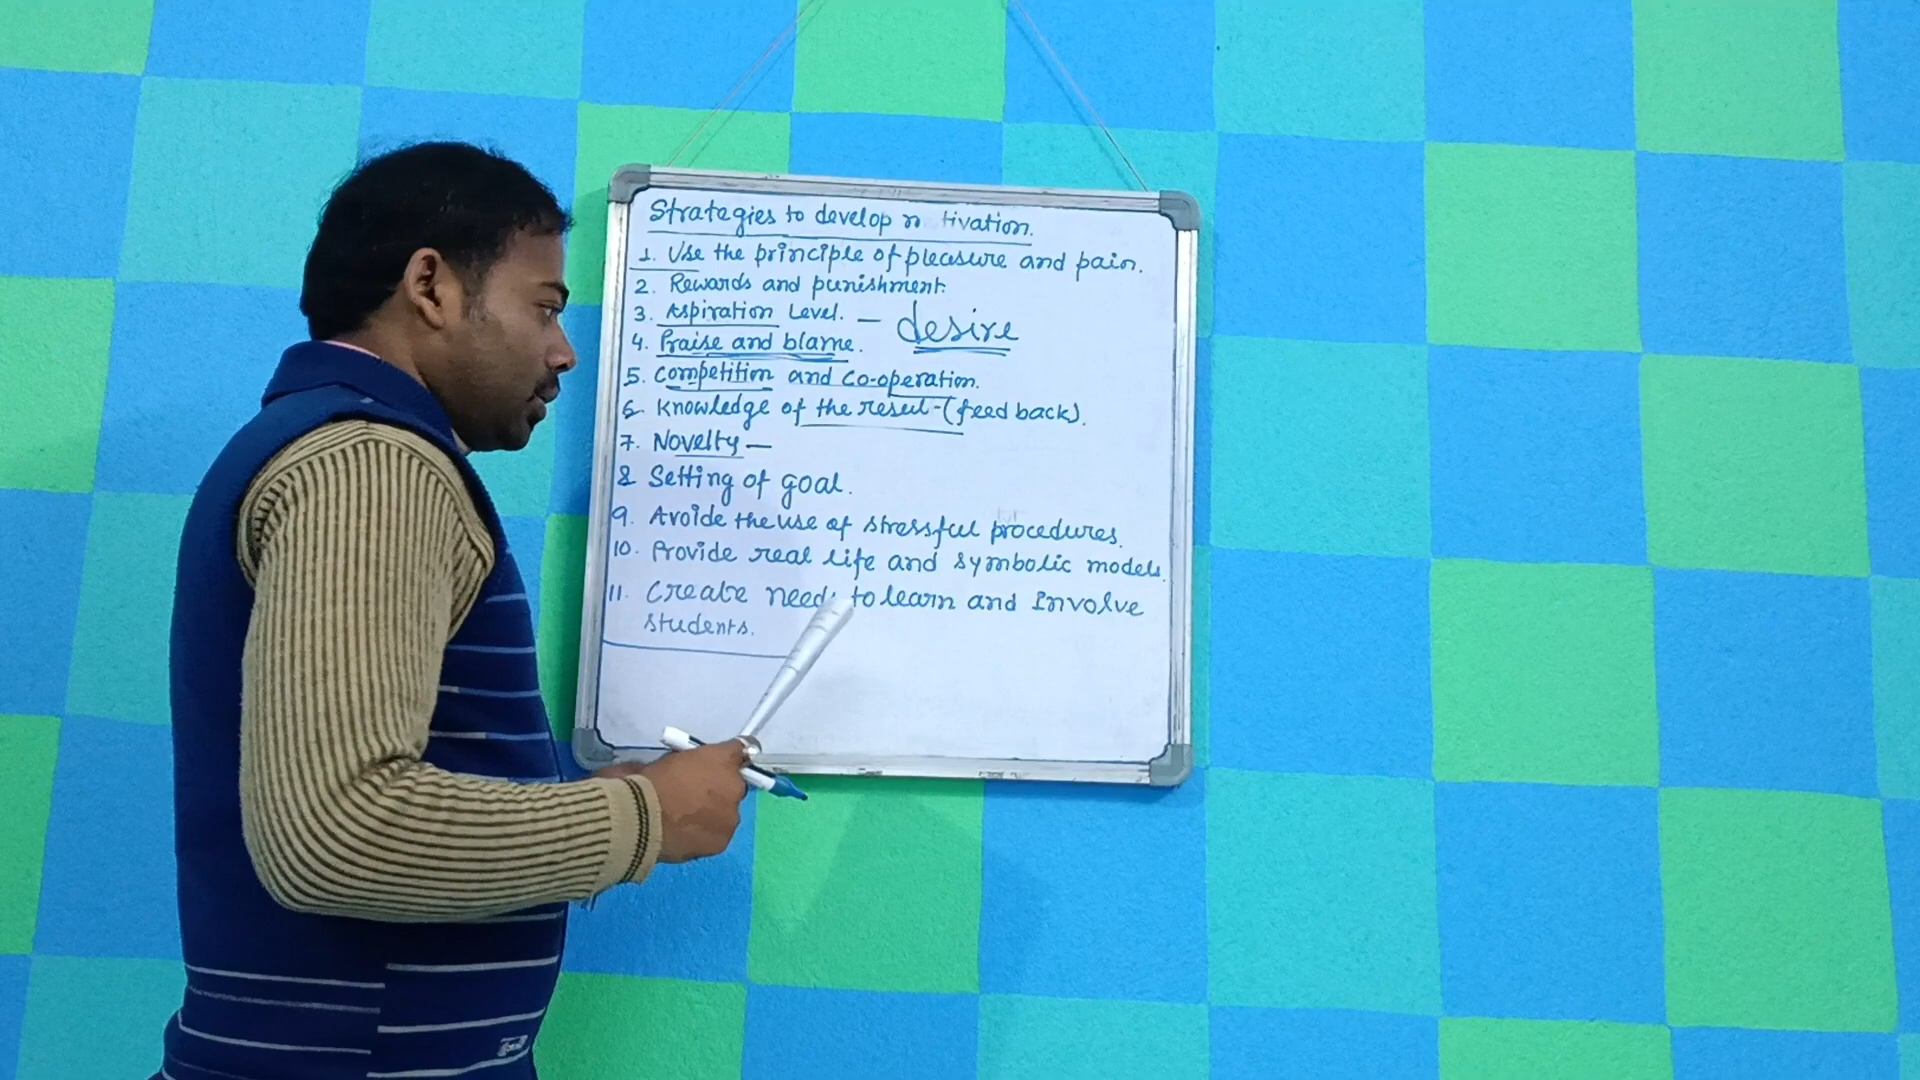 Strategies to develop m tivation.
1. Use the principle of pleasure and pain.
2. Rewards and punishment.
3. Aspiration Level. — desire
4. Praise and blame.
5. Competition and co-operation.
6. Knowledge of the resul-(feed back).
7. Novelty —
8. Setting of goal.
9. Avoide the use of stressful procedures.
10. Provide real life and symbolic models.
11. Create needs to learn and Involve
students.